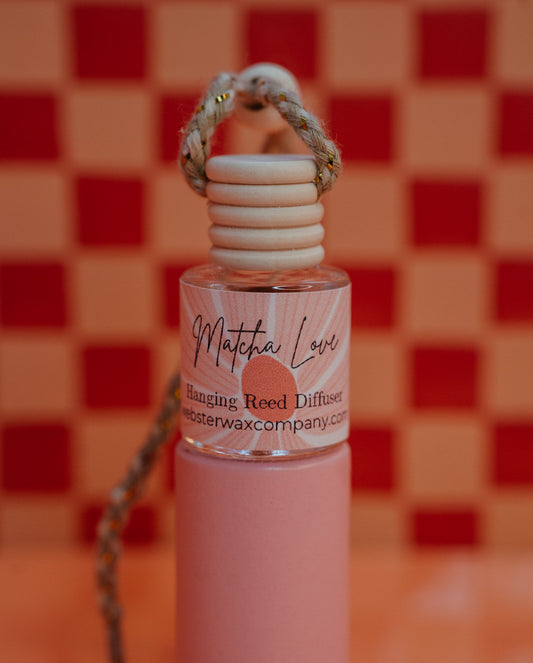 Matcha Love
Hanging Reed Diffuser
websterwaxcompany.com